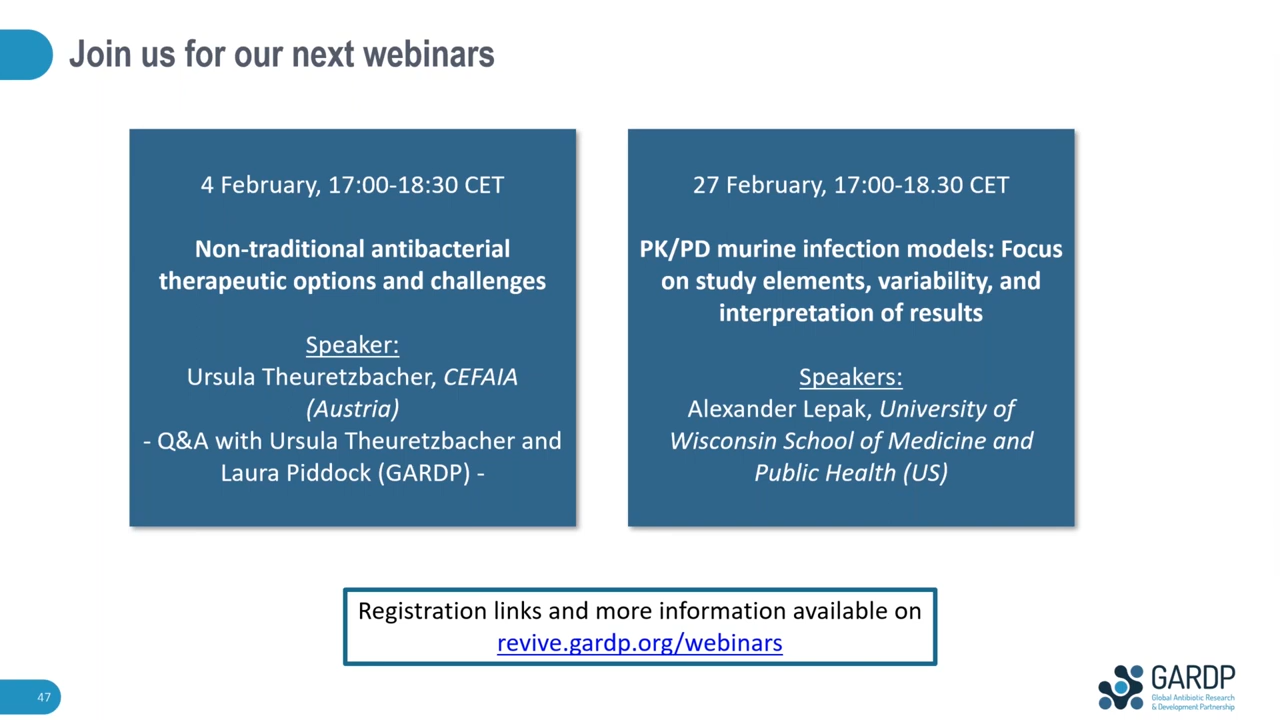 Join us for our next webinars
4 February, 17:00-18:30 CET
Non-traditional antibacterial
therapeutic options and challenges
Speaker:
Ursula Theuretzbacher, CEFAIA
(Austria)
- Q&A with Ursula Theuretzbacher and
Laura Piddock (GARDP) -
27 February, 17:00-18.30 CET
PK/PD murine infection models: Focus
on study elements, variability, and
interpretation of results
Speakers:
Alexander Lepak, University of
Wisconsin School of Medicine and
Public Health (US)
Registration links and more information available on
revive.gardp.org/webinars
47
GARDP
Global Antibiotic Research
& Development Partnership